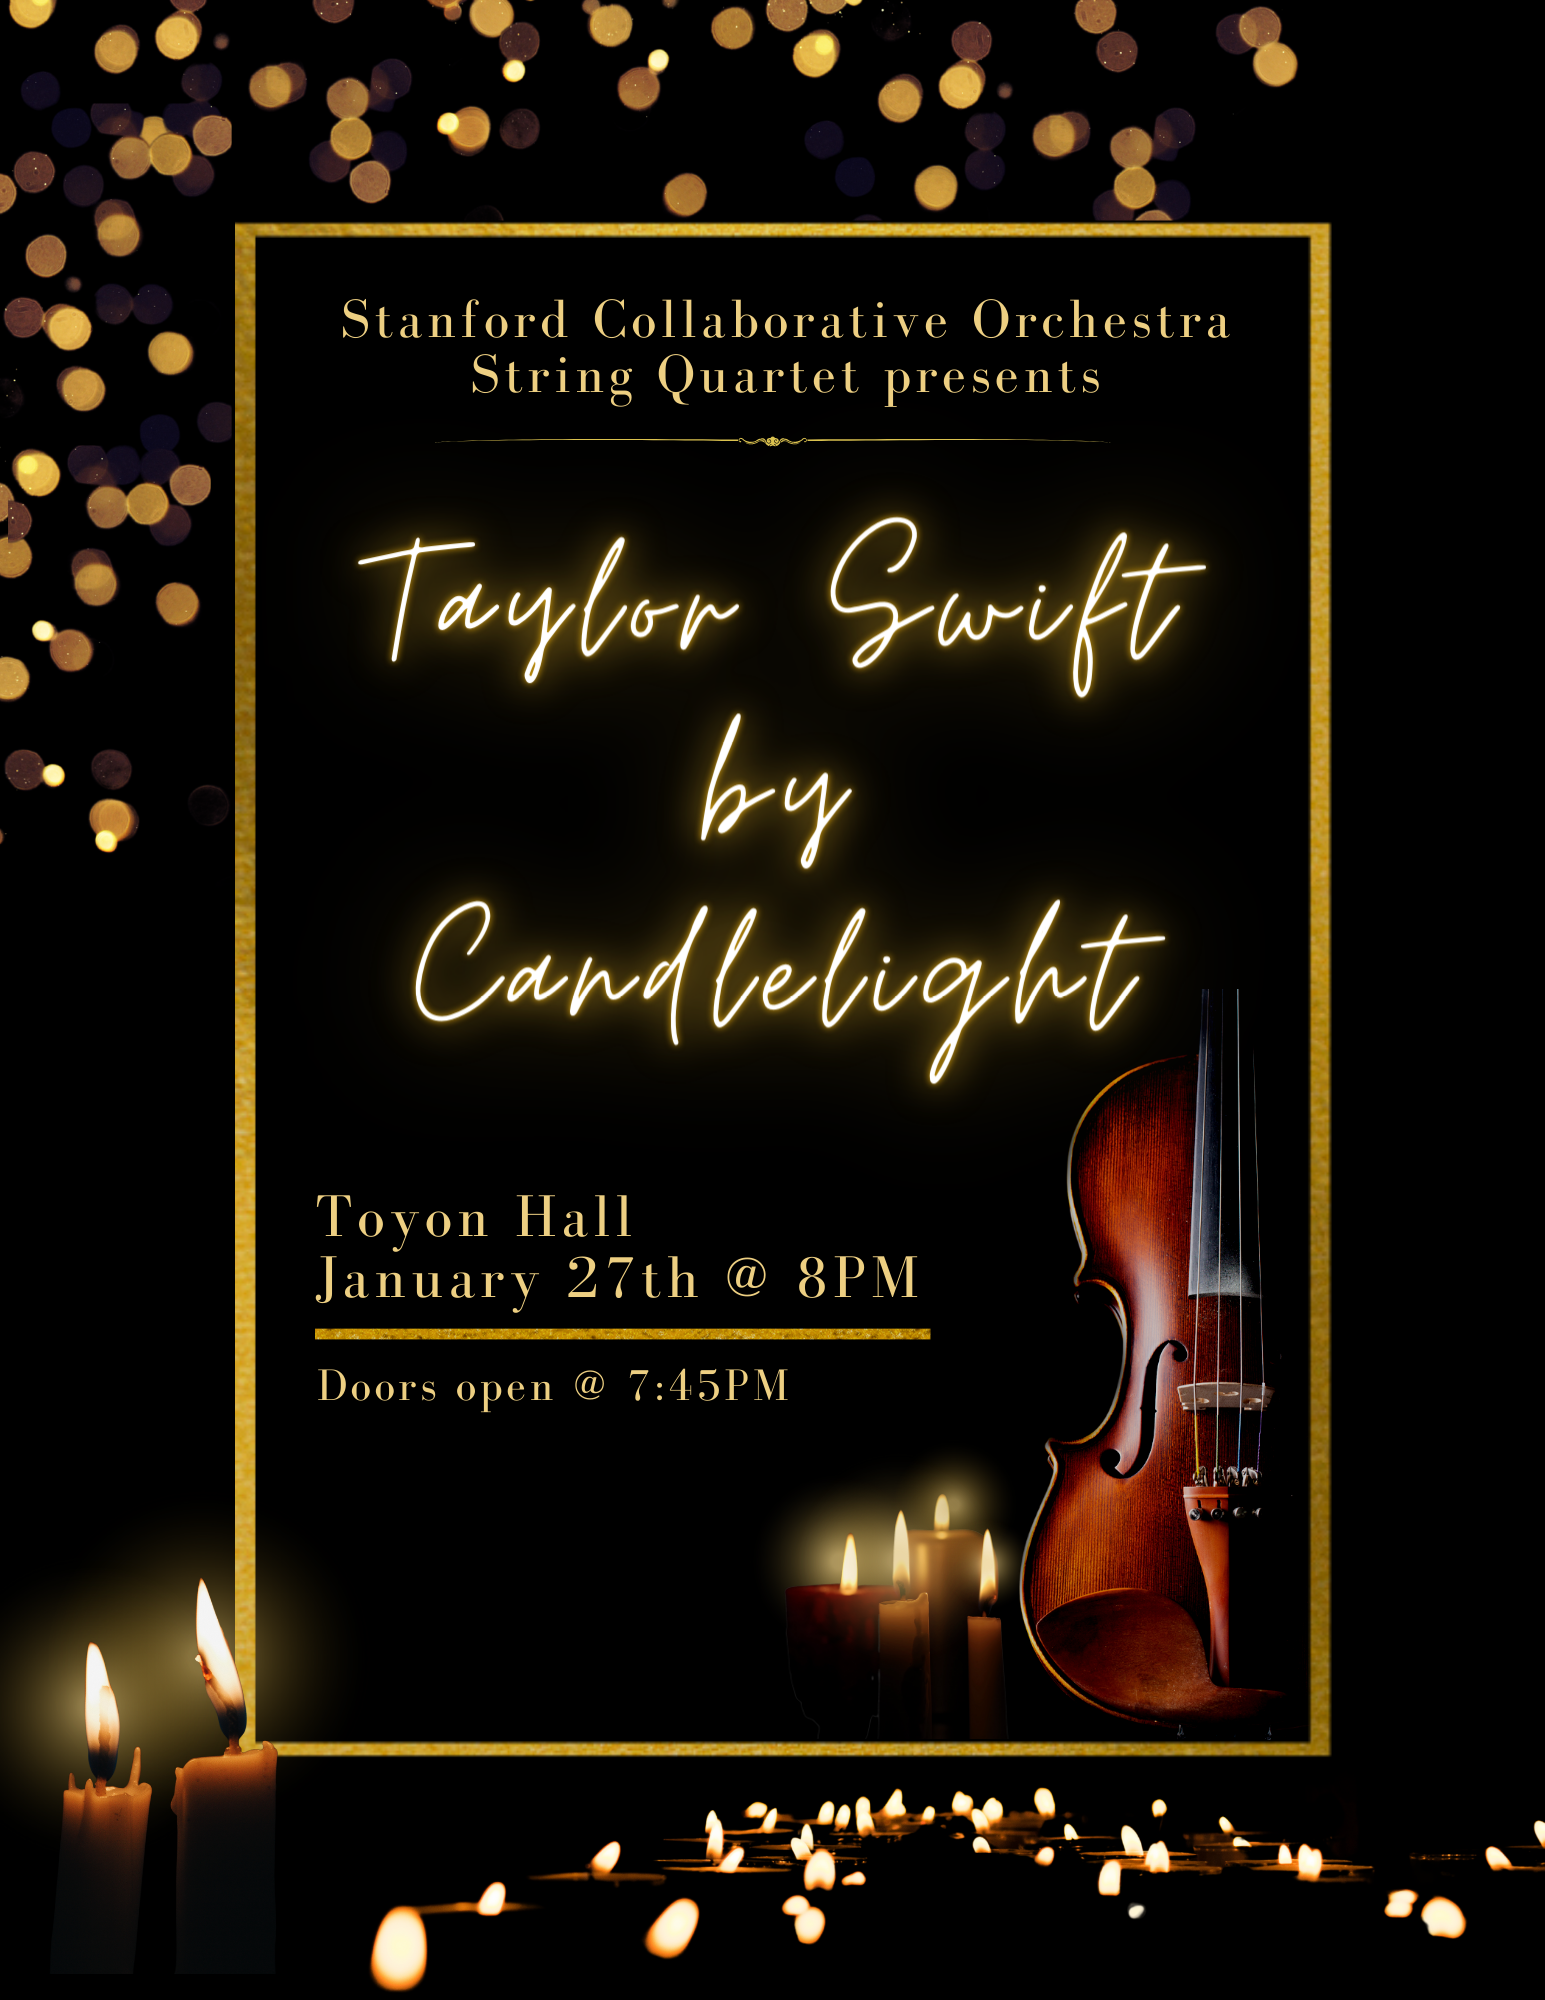 Stanford Collaborative Orchestra
String Quartet presents
Taylor Swift
by
Candlelight
Toyon Hall
January 27th @ 8PM
Doors open @ 7:45PM